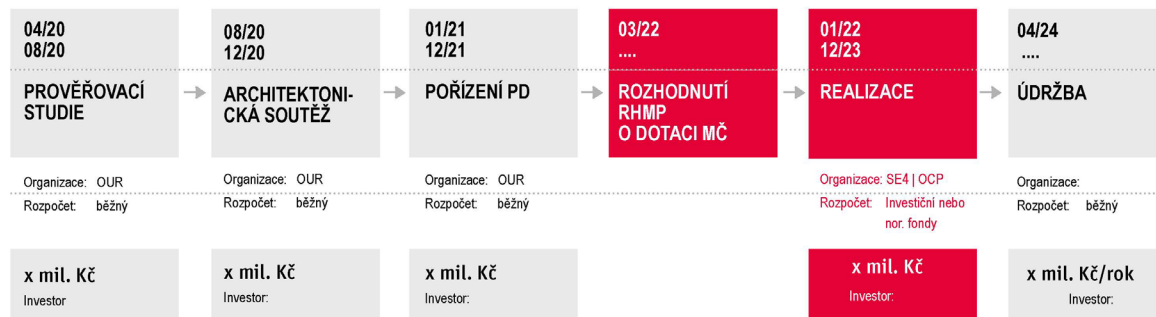 04/20
08/20
PROVĚŘOVACÍ
STUDIE
Organizace: OUR
Rozpočet: běžný
x mil. Kč
Investor
08/20
12/20
ARCHITEKTONI-
CKÁ SOUTĚŽ
Organizace: OUR
Rozpočet: běžný
x mil. Kč
Investor:
01/21
12/21
POŘÍZENÍ PD
Organizace: OUR
Rozpočet: běžný
x mil. Kč
Investor:
03/22
....
ROZHODNUTÍ
RHMP
O DOTACI MČ
01/22
12/23
REALIZACE
Organizace: SE4 | OCP
Rozpočet: Investiční nebo
nor. fondy
x mil. Kč
Investor:
04/24
....
ÚDRŽBA
Organizace:
Rozpočet: běžný
x mil. Kč/rok
Investor: